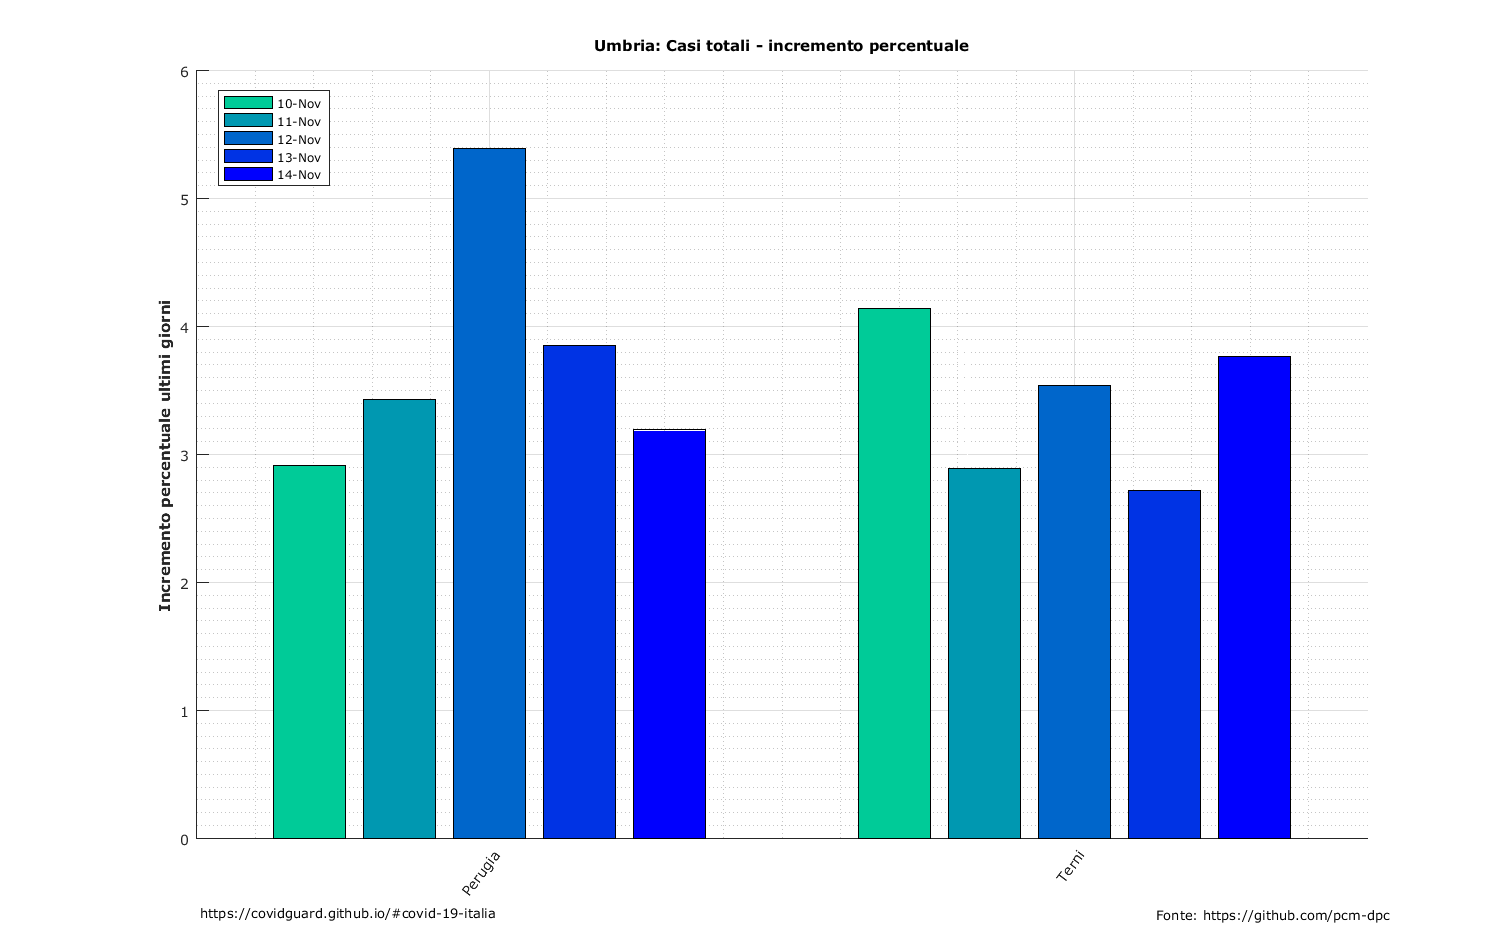 Umbria: Casi totali - incremento percentuale
6
5
4
3
2
1
0
Incremento percentuale ultimi giorni
10-Nov
11-Nov
12-Nov
13-Nov
14-Nov
Perugia
Terni
https://covidguard.github.io/#covid-19-italia
Fonte: https://github.com/pcm-dpc